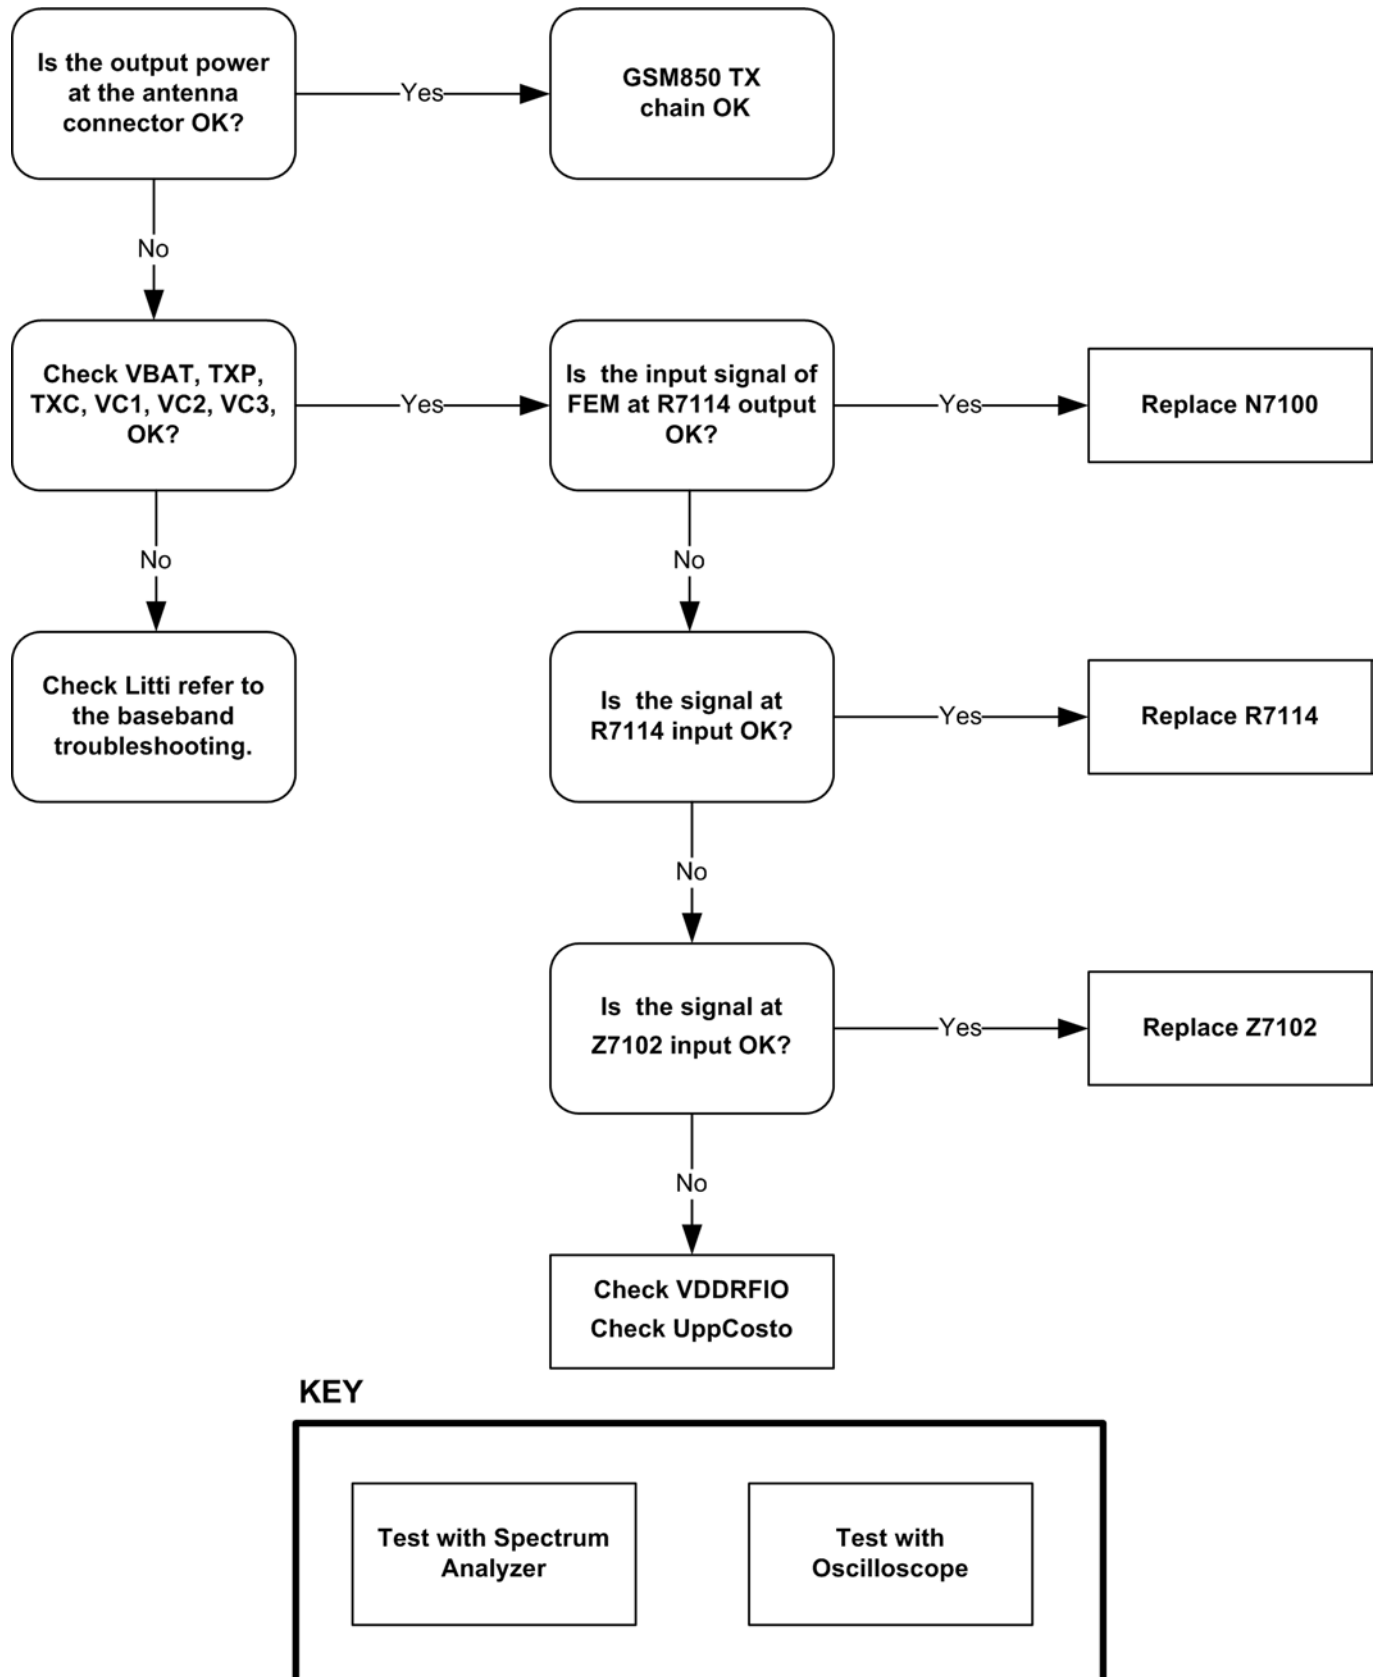 Is the output power
at the antenna
connector OK?
Yes
GSM850 TX
chain OK
No
Check VBAT, TXP,
TXC, VC1, VC2, VC3,
OK?
Yes
Is the input signal of
FEM at R7114 output
OK?
Yes
Replace N7100
No
No
Check Litti refer to
the baseband
troubleshooting.
Is the signal at
R7114 input OK?
Yes
Replace R7114
No
Is the signal at
Z7102 input OK?
Yes
Replace Z7102
No
Check VDDRFIO
Check UppCosto
KEY
Test with Spectrum
Analyzer
Test with
Oscilloscope